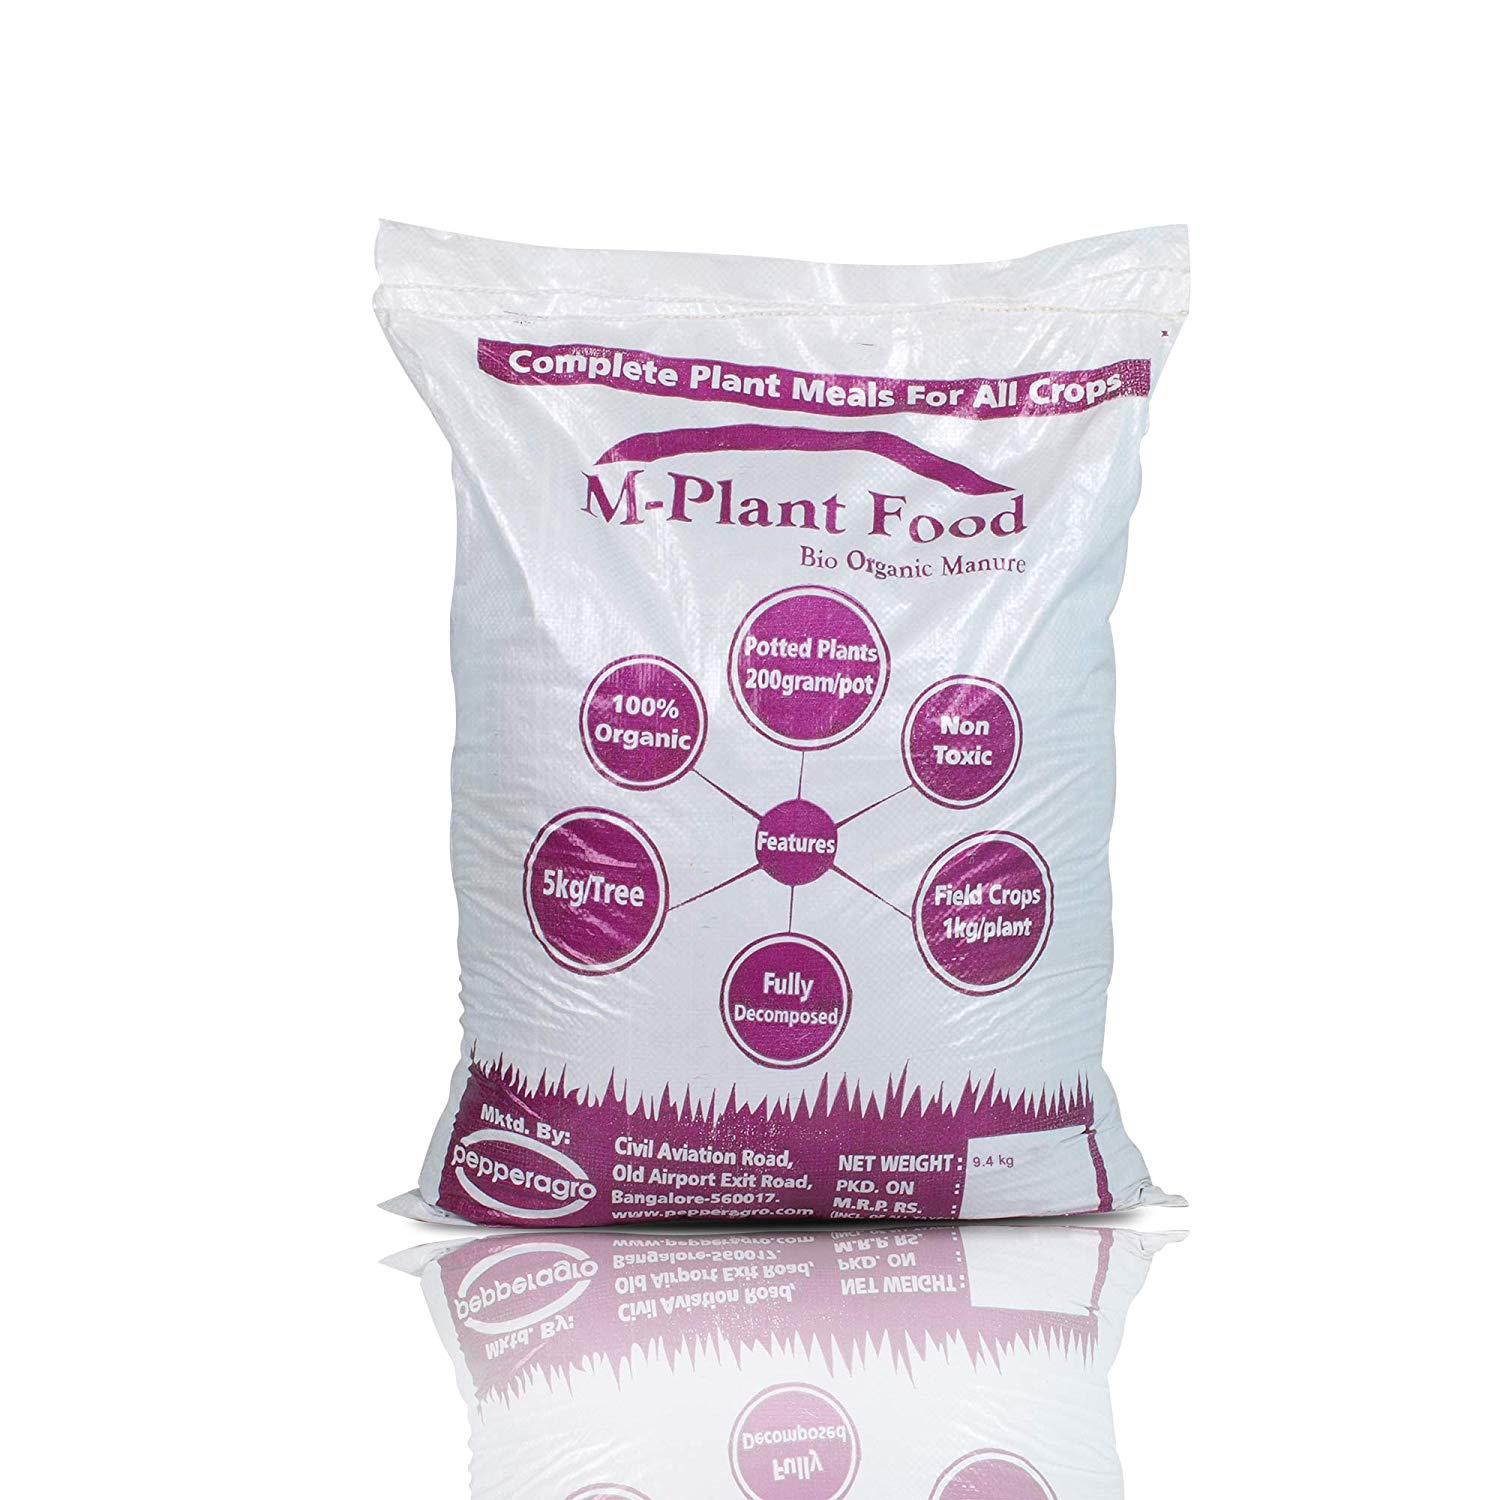 Complete Plant Meals For All Crops
M-Plant Food
Bio Organic Manure
Potted Plants
200gram/pot
100%
Organic
Non
Toxic
Features
5kg/Tree
Field Crops
1kg/plant
Fully
Decomposed
Mktd. By:
pepperagro
Civil Aviation Road,
Old Airport Exit Road,
Bangalore-560017.
www.pepperagro.com
NET WEIGHT : 9.4 kg
PKD. ON :
M.R.P. RS. :